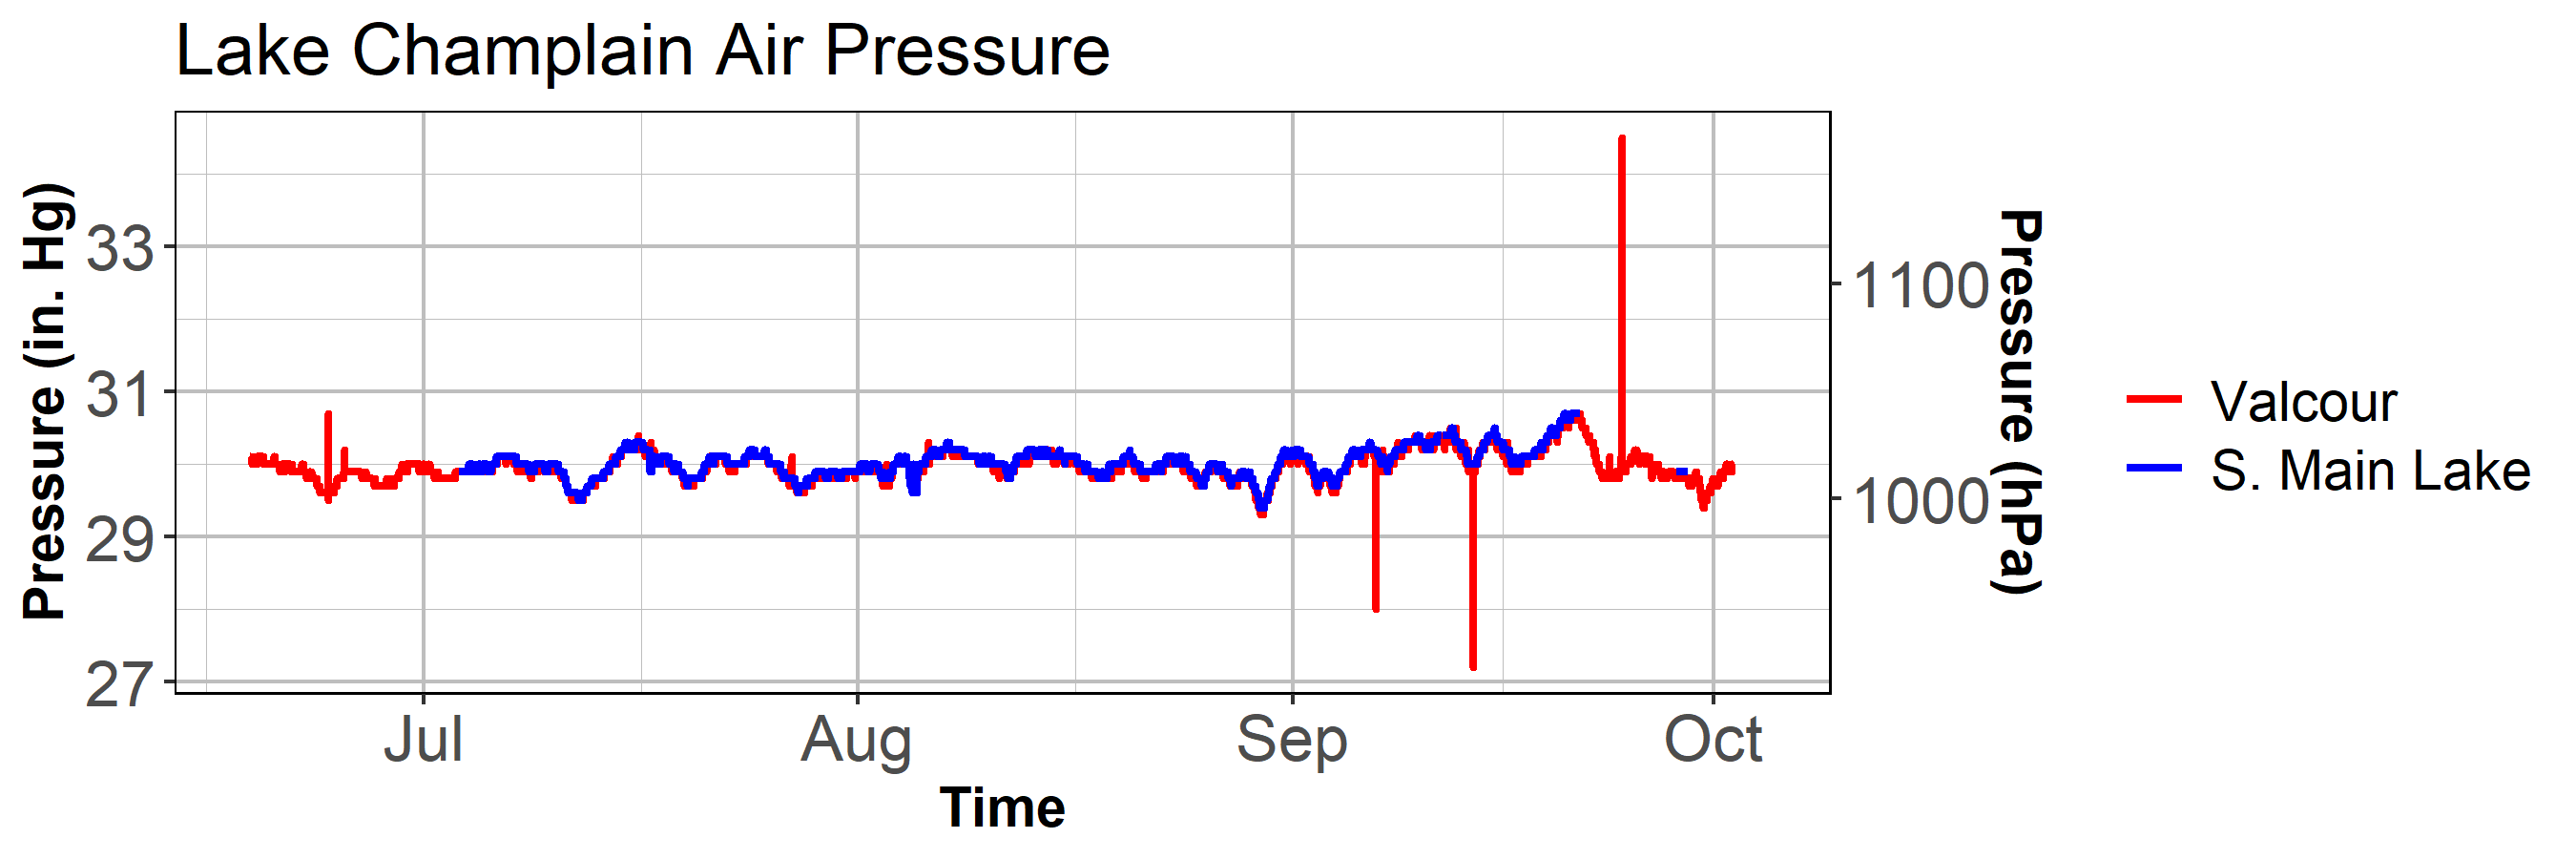 Lake Champlain Air Pressure
Pressure (in. Hg)
33
31
29
27
1100
1000
Pressure (hPa)
Jul Aug Sep Oct
Time
Valcour
S. Main Lake